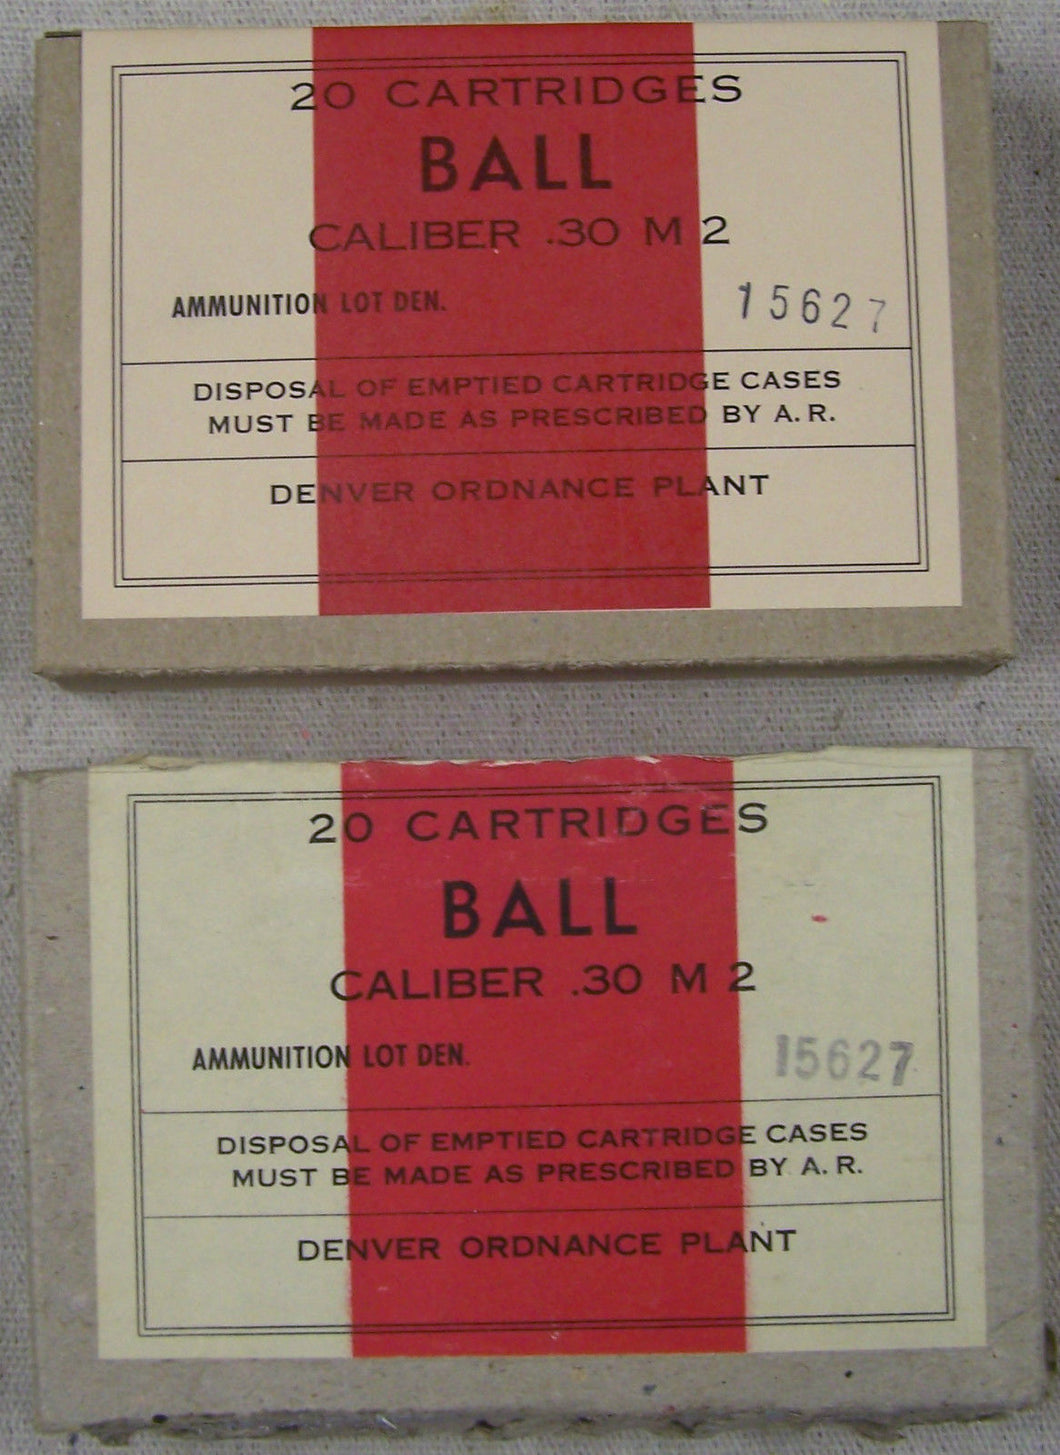 20 CARTRIDGES
BALL
CALIBER .30 M 2
AMMUNITION LOT DEN. 15627
DISPOSAL OF EMPTIED CARTRIDGE CASES
MUST BE MADE AS PRESCRIBED BY A. R.
DENVER ORDNANCE PLANT
20 CARTRIDGES
BALL
CALIBER .30 M 2
AMMUNITION LOT DEN. 15627
DISPOSAL OF EMPTIED CARTRIDGE CASES
MUST BE MADE AS PRESCRIBED BY A. R.
DENVER ORDNANCE PLANT